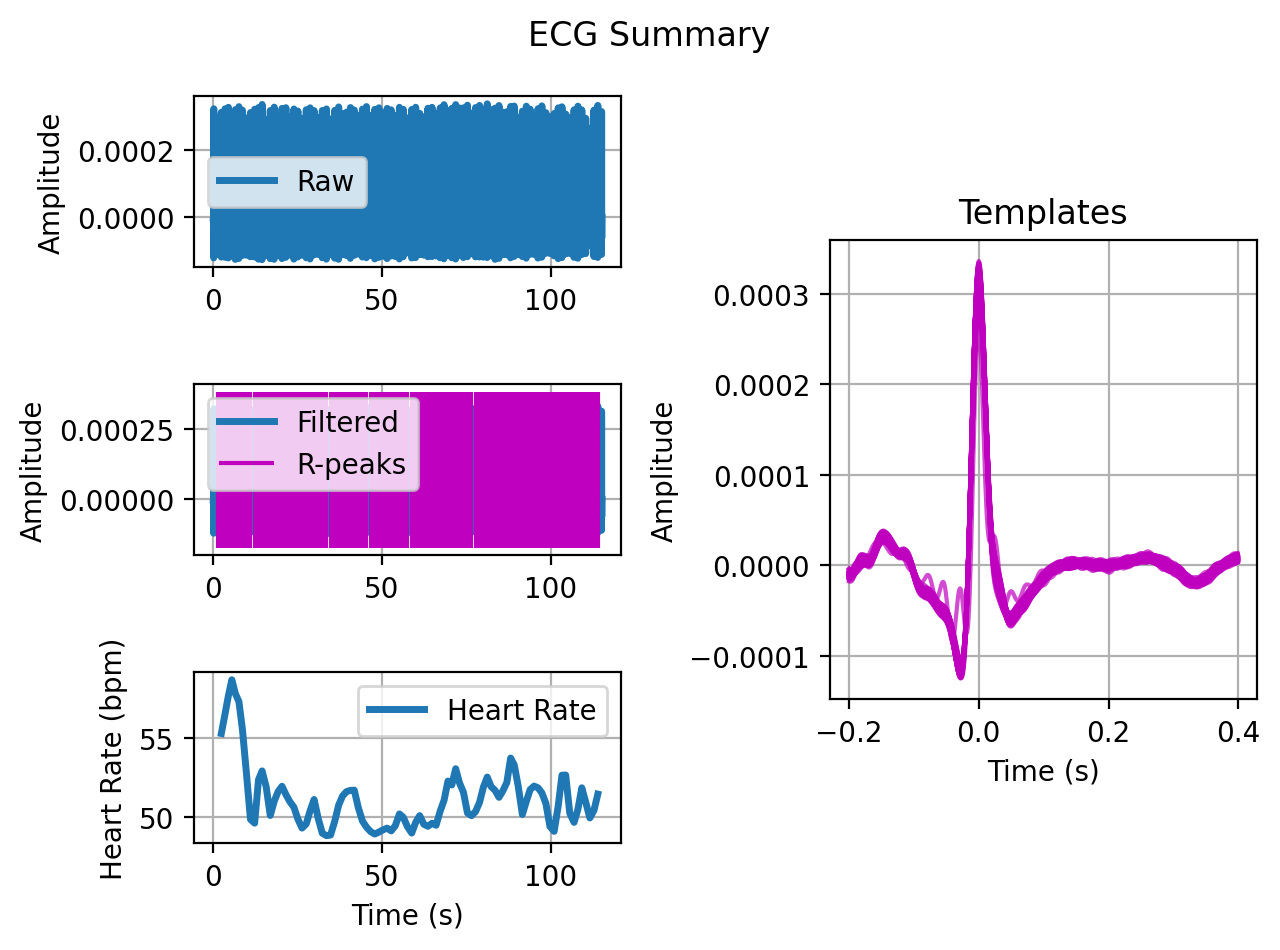 ECG Summary
Amplitude
0.0002
0.0000
Raw
0 50 100
Amplitude
0.00025
0.00000
Filtered
R-peaks
0 50 100
Heart Rate (bpm)
55
50
Heart Rate
0 50 100
Time (s)
Templates
Amplitude
0.0003
0.0002
0.0001
0.0000
−0.0001
−0.2 0.0 0.2 0.4
Time (s)